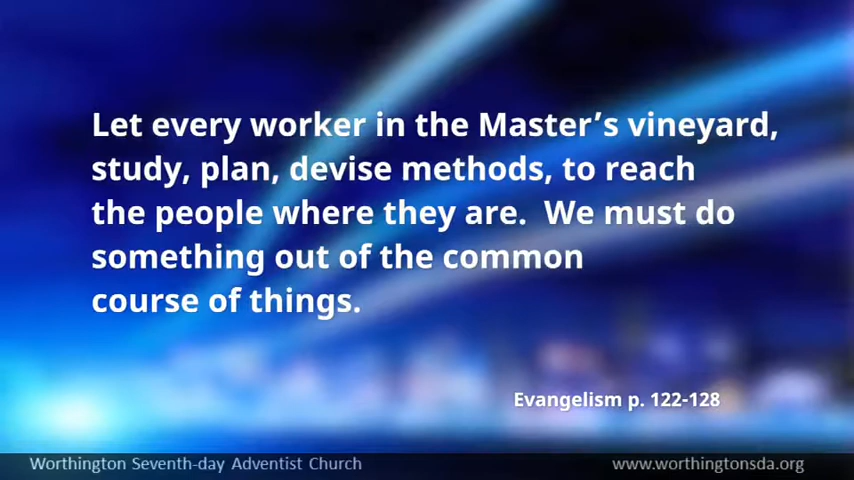 Let every worker in the Master’s vineyard,
study, plan, devise methods, to reach
the people where they are.  We must do
something out of the common
course of things.
Evangelism p. 122-128
Worthington Seventh-day Adventist Church
www.worthingtonsda.org